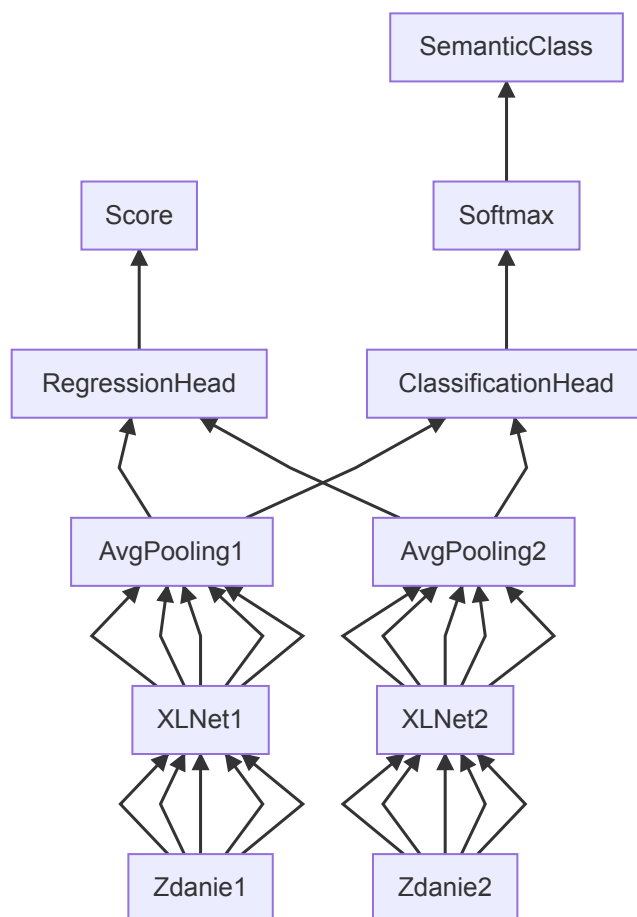 SemanticClass
Score
Softmax
RegressionHead
ClassificationHead
AvgPooling1
AvgPooling2
XLNet1
XLNet2
Zdanie1
Zdanie2